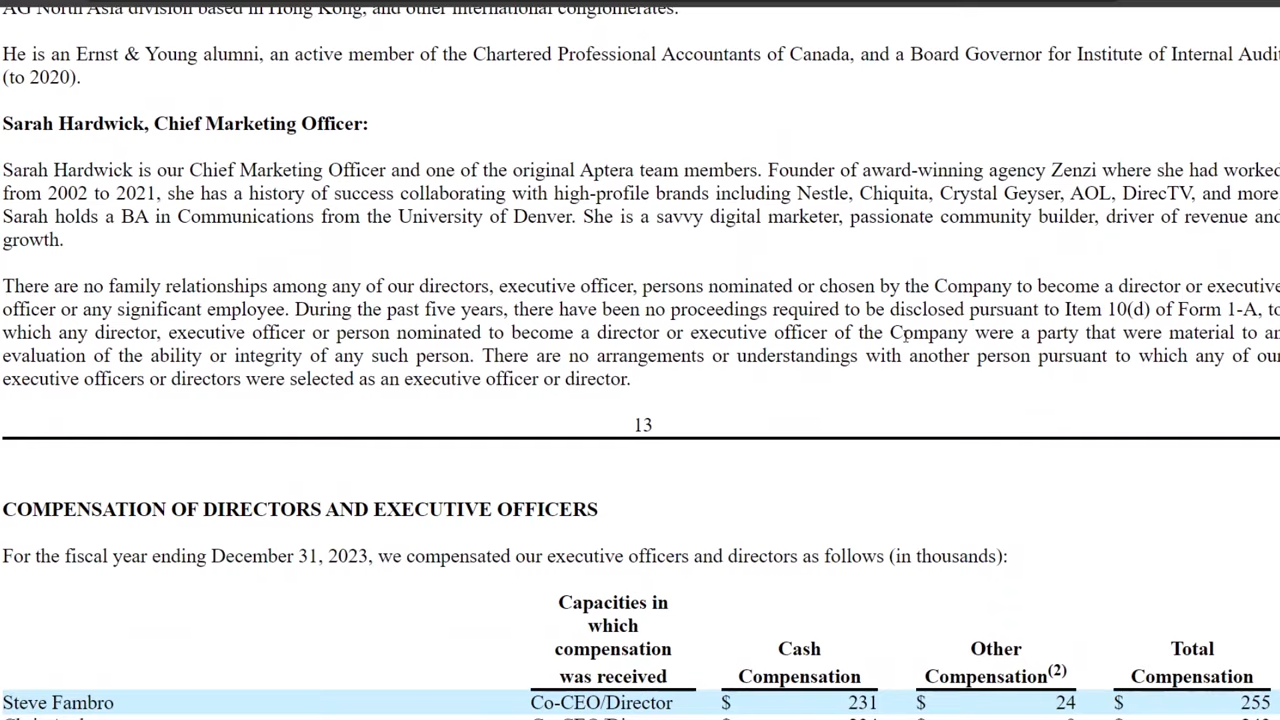 AG North Asia division based in Hong Kong, and other international conglomerates.
He is an Ernst & Young alumni, an active member of the Chartered Professional Accountants of Canada, and a Board Governor for Institute of Internal Audit
(to 2020).
Sarah Hardwick, Chief Marketing Officer:
Sarah Hardwick is our Chief Marketing Officer and one of the original Aptera team members. Founder of award-winning agency Zenzi where she had worked
from 2002 to 2021, she has a history of success collaborating with high-profile brands including Nestle, Chiquita, Crystal Geyser, AOL, DirecTV, and more
Sarah holds a BA in Communications from the University of Denver. She is a savvy digital marketer, passionate community builder, driver of revenue and
growth.
There are no family relationships among any of our directors, executive officer, persons nominated or chosen by the Company to become a director or executive
officer or any significant employee. During the past five years, there have been no proceedings required to be disclosed pursuant to Item 10(d) of Form 1-A, to
which any director, executive officer or person nominated to become a director or executive officer of the Company were a party that were material to an
evaluation of the ability or integrity of any such person. There are no arrangements or understandings with another person pursuant to which any of our
executive officers or directors were selected as an executive officer or director.
13
COMPENSATION OF DIRECTORS AND EXECUTIVE OFFICERS
For the fiscal year ending December 31, 2023, we compensated our executive officers and directors as follows (in thousands):
Capacities in
which
compensation Cash Other Total
was received Compensation Compensation(2) Compensation
Steve Fambro Co-CEO/Director $ 231 $ 24 $ 255